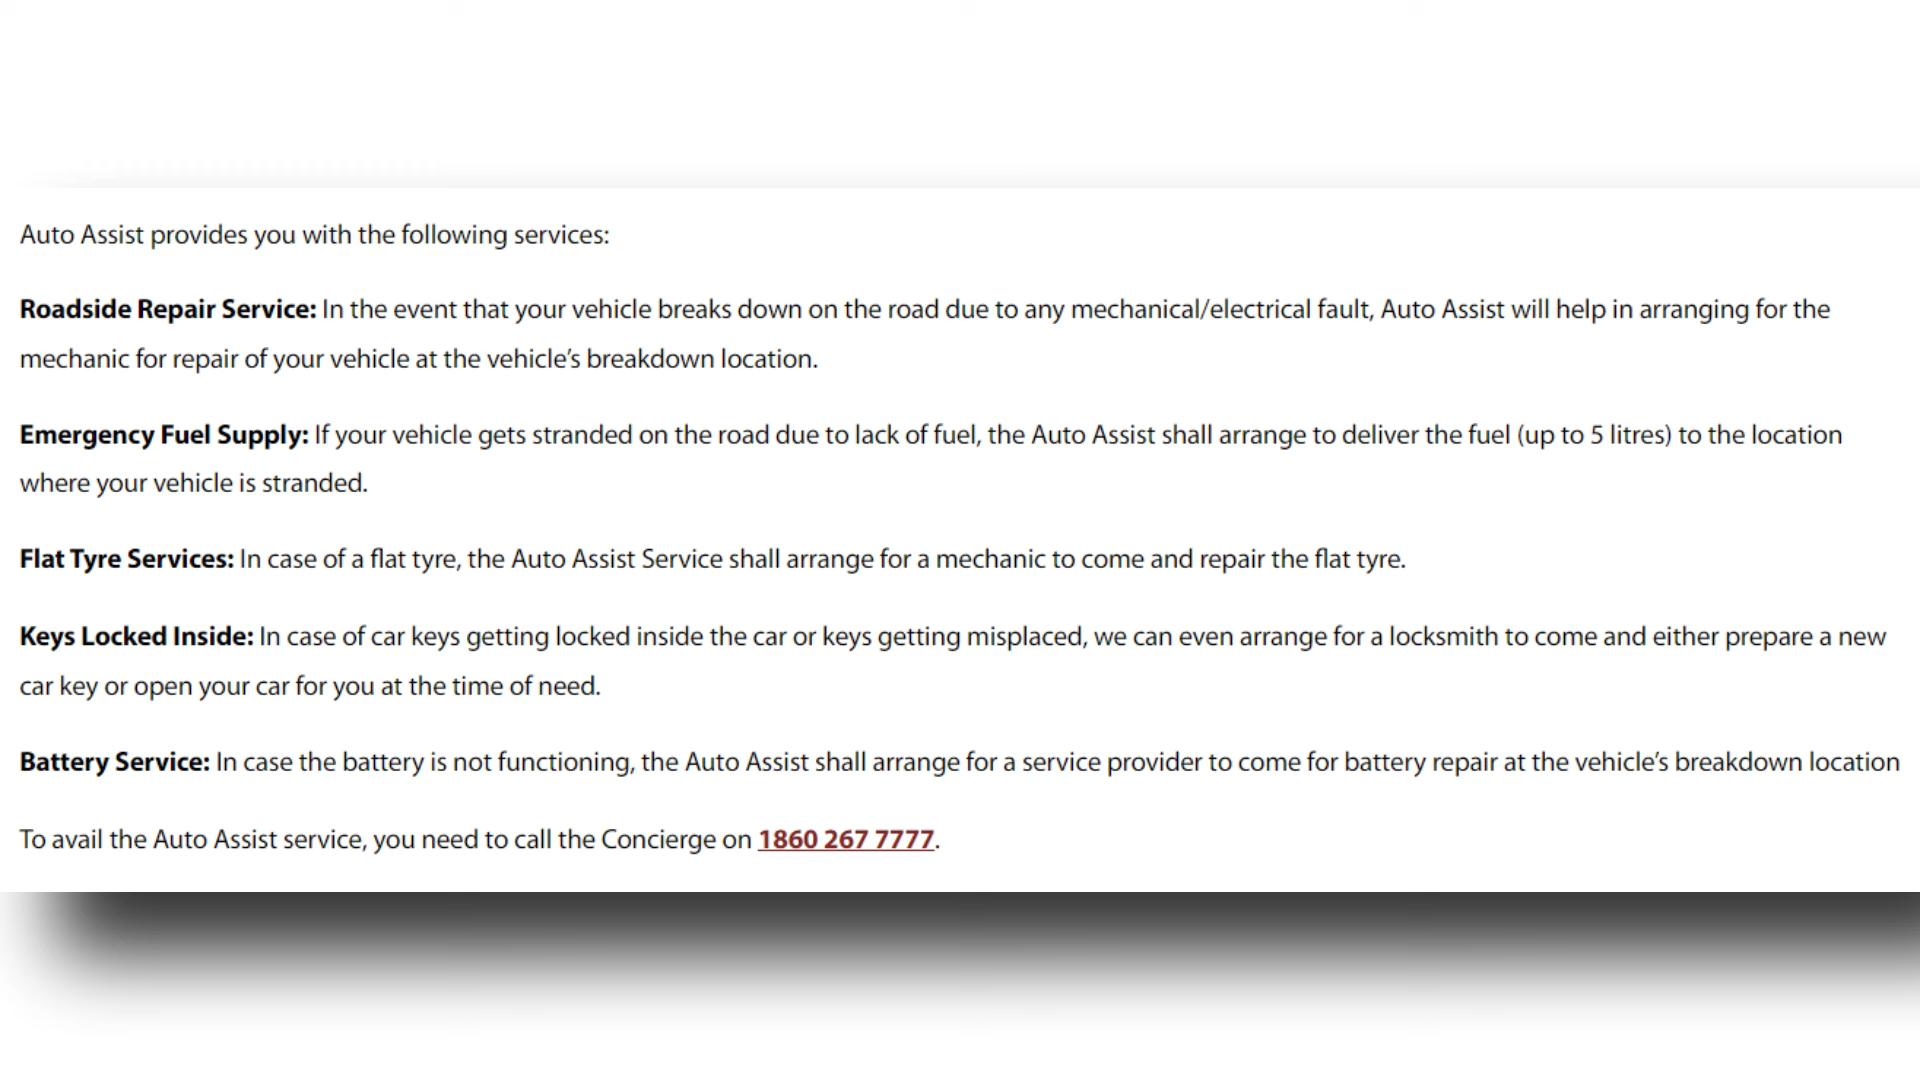 Auto Assist provides you with the following services:
Roadside Repair Service: In the event that your vehicle breaks down on the road due to any mechanical/electrical fault, Auto Assist will help in arranging for the
mechanic for repair of your vehicle at the vehicle’s breakdown location.
Emergency Fuel Supply: If your vehicle gets stranded on the road due to lack of fuel, the Auto Assist shall arrange to deliver the fuel (up to 5 litres) to the location
where your vehicle is stranded.
Flat Tyre Services: In case of a flat tyre, the Auto Assist Service shall arrange for a mechanic to come and repair the flat tyre.
Keys Locked Inside: In case of car keys getting locked inside the car or keys getting misplaced, we can even arrange for a locksmith to come and either prepare a new
car key or open your car for you at the time of need.
Battery Service: In case the battery is not functioning, the Auto Assist shall arrange for a service provider to come for battery repair at the vehicle’s breakdown location
To avail the Auto Assist service, you need to call the Concierge on 1860 267 7777.